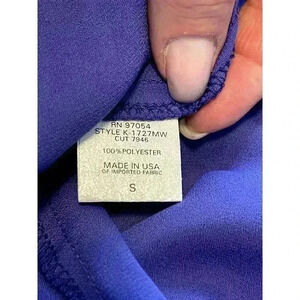 RN 97054
STYLE K-1727MW
CUT 7946
100% POLYESTER
MADE IN USA
OF IMPORTED FABRIC
S